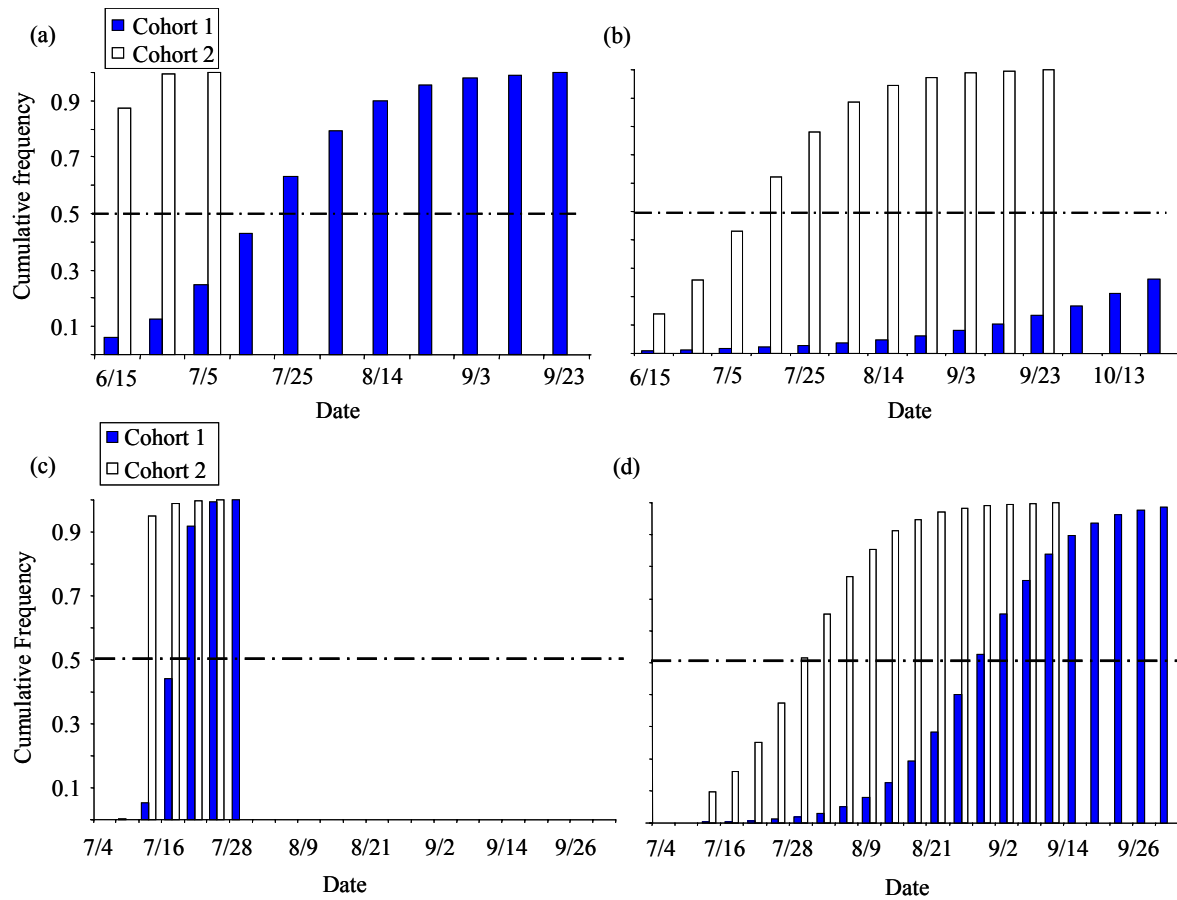 (a)
Cohort 1
Cohort 2
Cumulative frequency
0.9
0.7
0.5
0.3
0.1
6/15 7/5 7/25 8/14 9/3 9/23
Date
(b)
6/15 7/5 7/25 8/14 9/3 9/23 10/13
Date
(c)
Cohort 1
Cohort 2
Cumulative Frequency
0.9
0.7
0.5
0.3
0.1
7/4 7/16 7/28 8/9 8/21 9/2 9/14 9/26
Date
(d)
7/4 7/16 7/28 8/9 8/21 9/2 9/14 9/26
Date